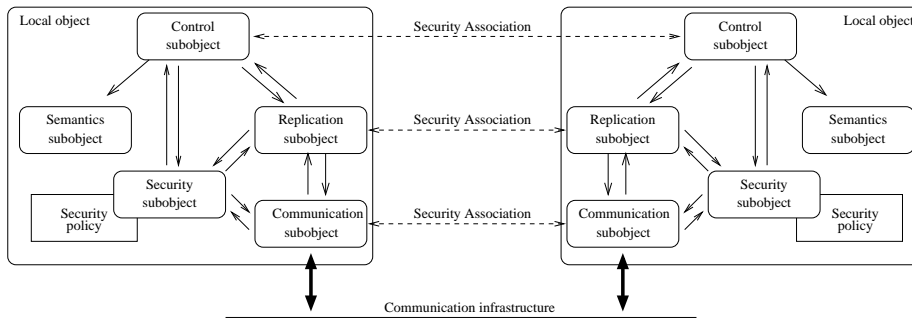 Local object
Control
subobject
Security Association
Control
subobject
Local object
Semantics
subobject
Replication
subobject
Security Association
Replication
subobject
Semantics
subobject
Security
subobject
Security
policy
Communication
subobject
Security Association
Communication
subobject
Security
subobject
Security
policy
Communication infrastructure